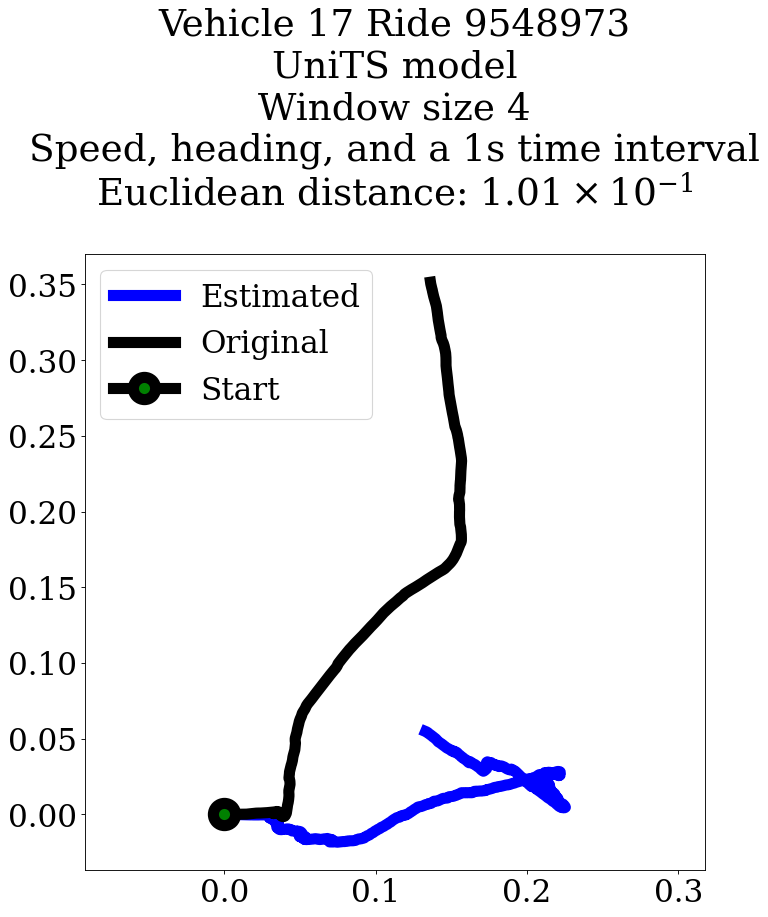 Vehicle 17 Ride 9548973
UniTS model
Window size 4
Speed, heading, and a 1s time interval
Euclidean distance: 1.01 × 10⁻¹
Estimated
Original
Start
0.35
0.30
0.25
0.20
0.15
0.10
0.05
0.00
0.0 0.1 0.2 0.3